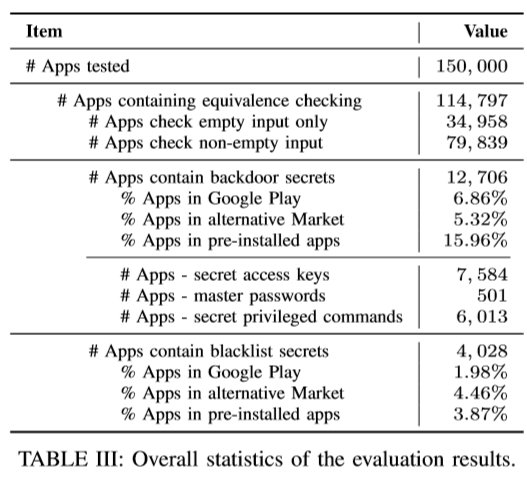 Item Value
# Apps tested 150, 000
# Apps containing equivalence checking 114, 797
# Apps check empty input only 34, 958
# Apps check non-empty input 79, 839
# Apps contain backdoor secrets 12, 706
% Apps in Google Play 6.86%
% Apps in alternative Market 5.32%
% Apps in pre-installed apps 15.96%
# Apps - secret access keys 7, 584
# Apps - master passwords 501
# Apps - secret privileged commands 6, 013
# Apps contain blacklist secrets 4, 028
% Apps in Google Play 1.98%
% Apps in alternative Market 4.46%
% Apps in pre-installed apps 3.87%
TABLE III: Overall statistics of the evaluation results.